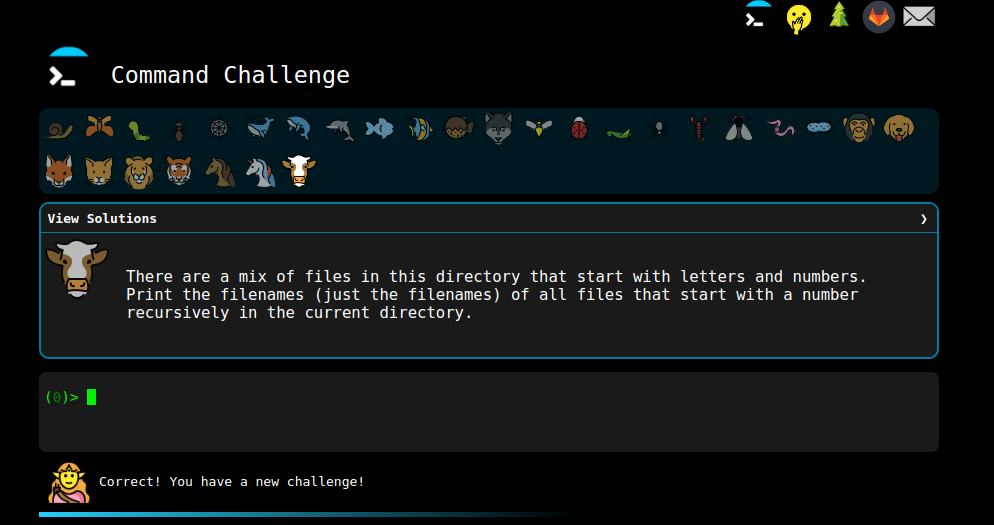 Command Challenge
View Solutions ❯
There are a mix of files in this directory that start with letters and numbers.
Print the filenames (just the filenames) of all files that start with a number
recursively in the current directory.
(0)>
Correct! You have a new challenge!